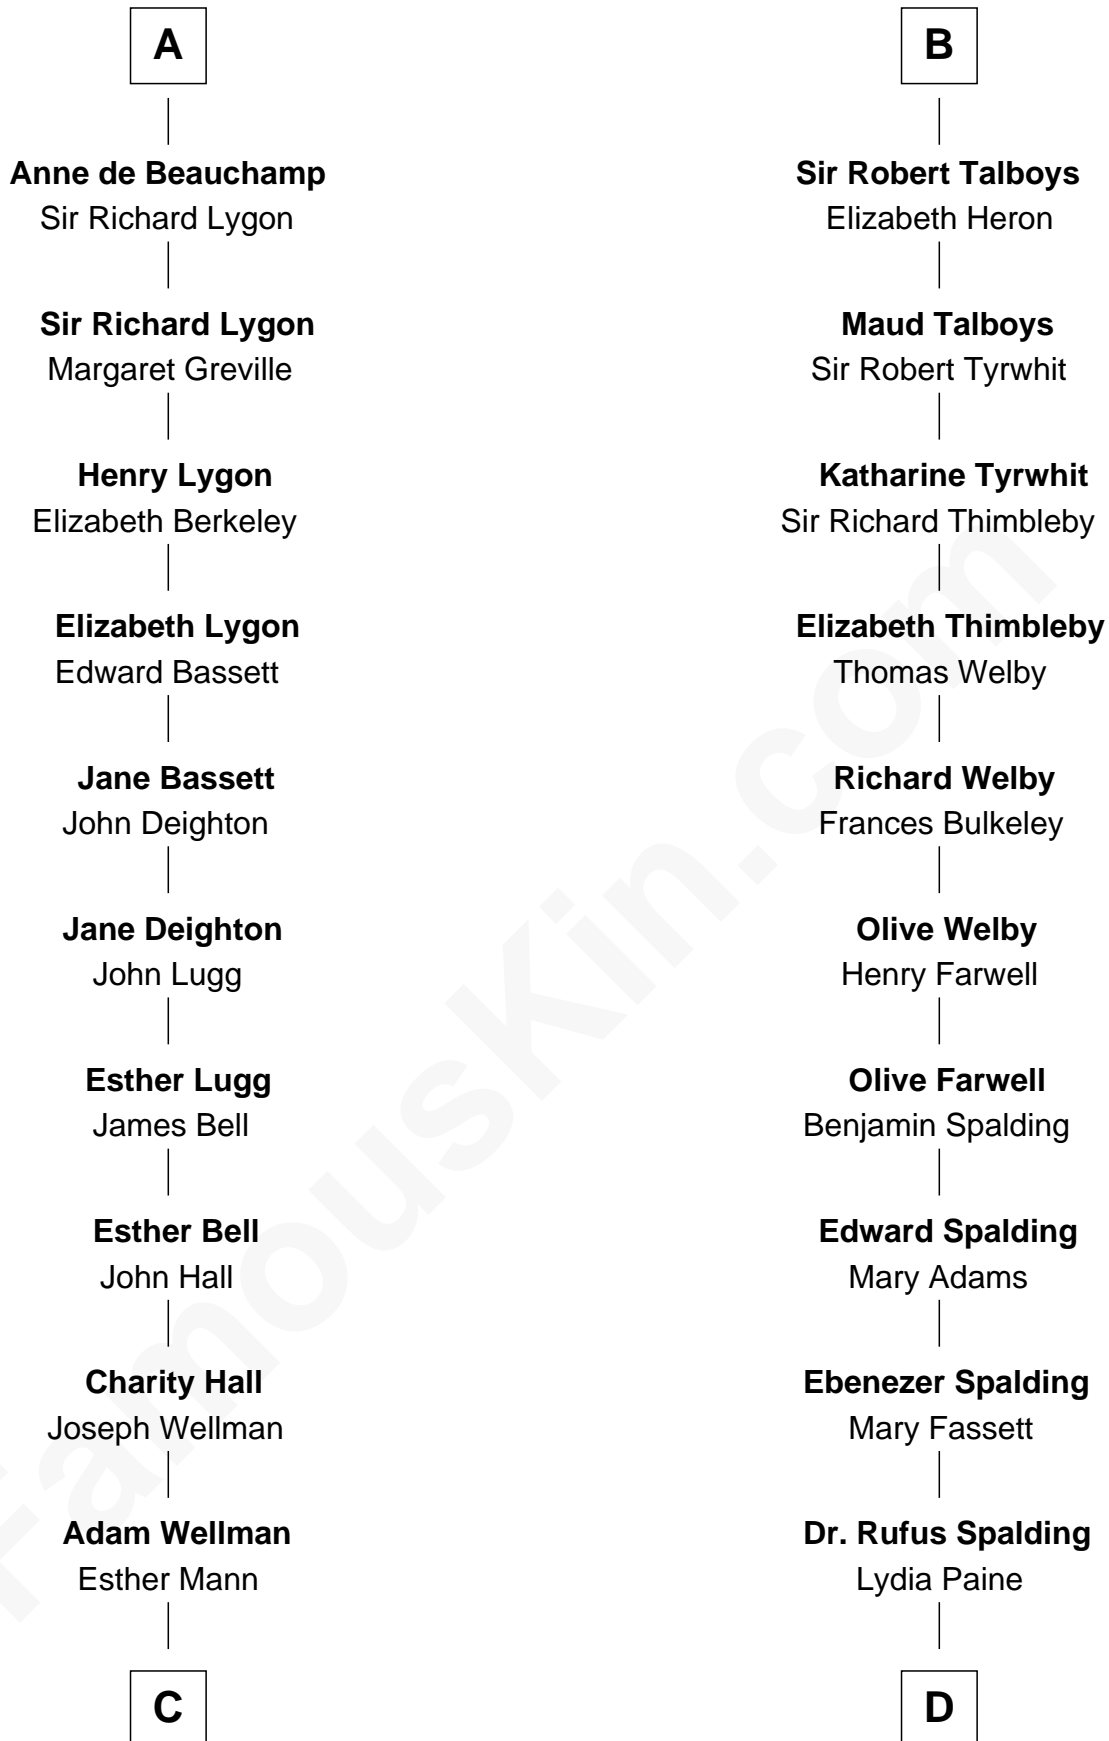 A
Anne de Beauchamp
Sir Richard Lygon
Sir Richard Lygon
Margaret Greville
Henry Lygon
Elizabeth Berkeley
Elizabeth Lygon
Edward Bassett
Jane Bassett
John Deighton
Jane Deighton
John Lugg
Esther Lugg
James Bell
Esther Bell
John Hall
Charity Hall
Joseph Wellman
Adam Wellman
Esther Mann
C
B
Sir Robert Talboys
Elizabeth Heron
Maud Talboys
Sir Robert Tyrwhit
Katharine Tyrwhit
Sir Richard Thimbleby
Elizabeth Thimbleby
Thomas Welby
Richard Welby
Frances Bulkeley
Olive Welby
Henry Farwell
Olive Farwell
Benjamin Spalding
Edward Spalding
Mary Adams
Ebenezer Spalding
Mary Fassett
Dr. Rufus Spalding
Lydia Paine
D
FamousKin.com